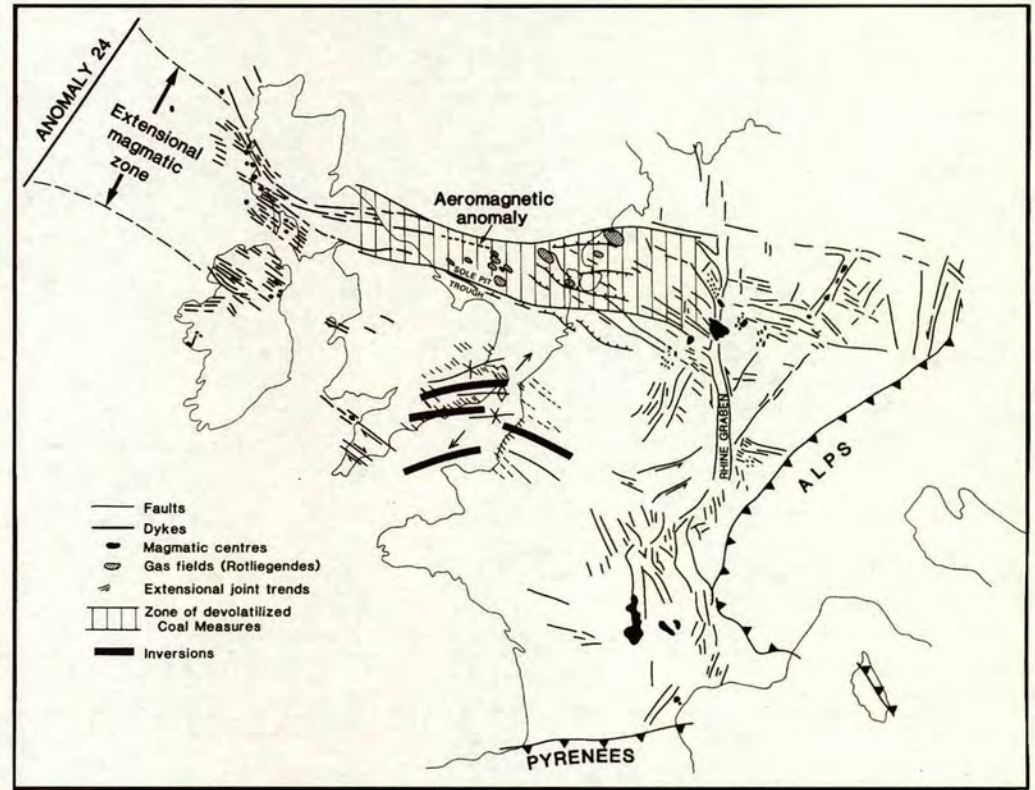 ANOMALY 24
Extensional
magmatic
zone
Aeromagnetic
anomaly
SOLE PIT
TROUGH
RHINE GRABEN
ALPS
Faults
Dykes
Magmatic centres
Gas fields (Rotliegendes)
Extensional joint trends
Zone of devolatilized
Coal Measures
Inversions
PYRENEES